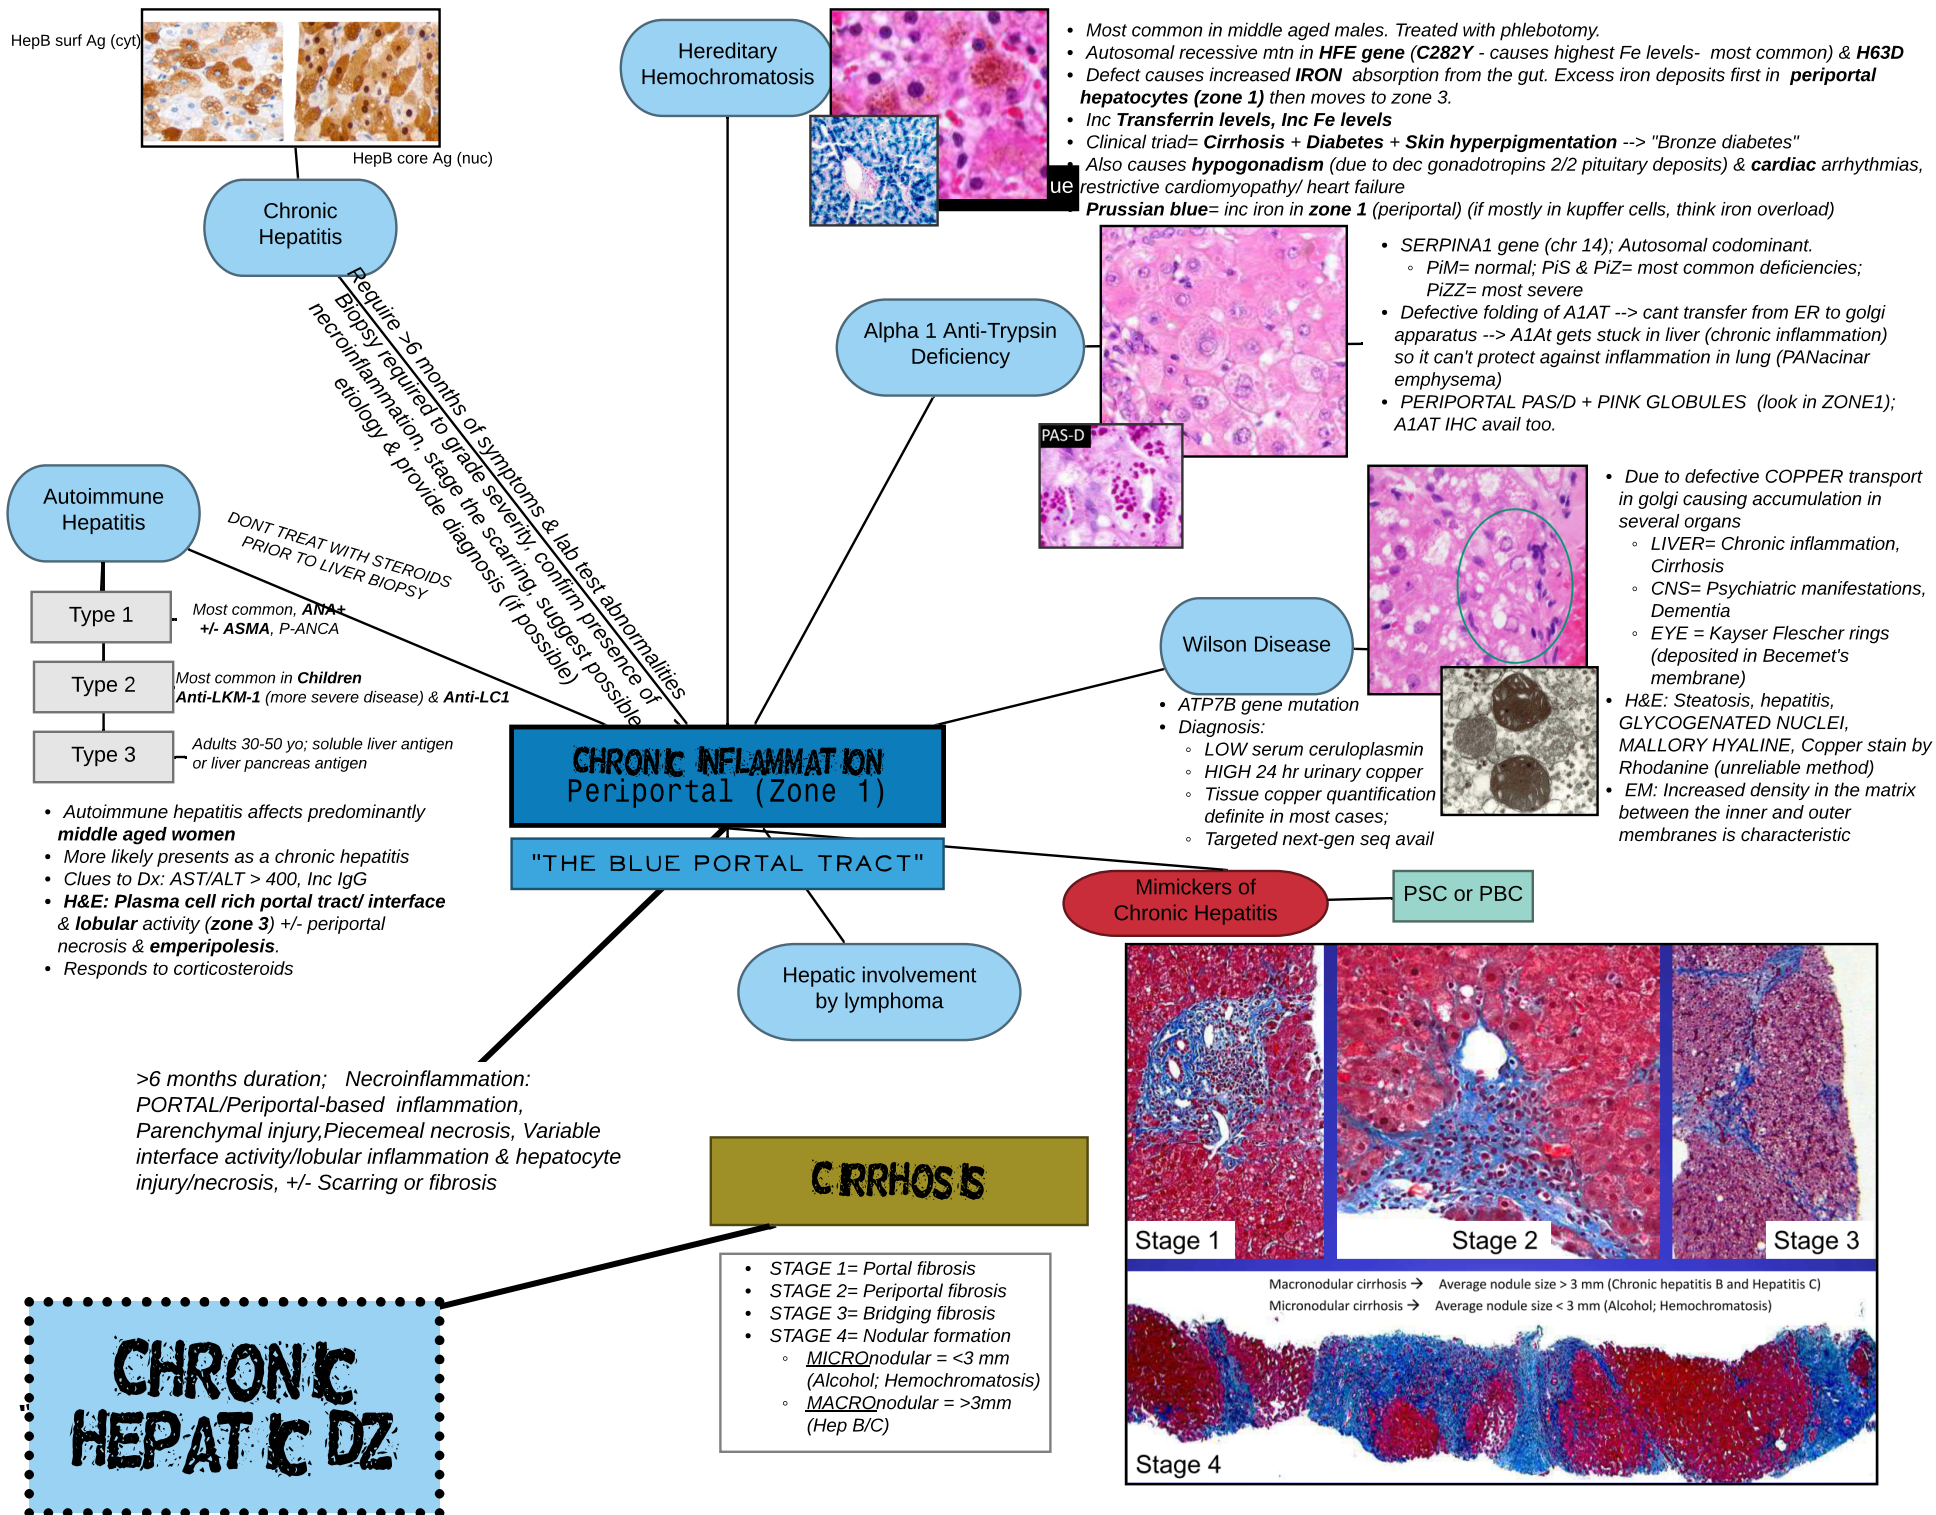 HepB surf Ag (cyt)
HepB core Ag (nuc)
Chronic
Hepatitis
Require >6 months of symptoms & lab test abnormalities
Biopsy required to grade severity, confirm presence of
necroinflammation, stage the scarring, suggest possible
etiology & provide diagnosis (if possible)
Hereditary
Hemochromatosis
ue
• Most common in middle aged males. Treated with phlebotomy.
• Autosomal recessive mtn in HFE gene (C282Y - causes highest Fe levels- most common) & H63D
• Defect causes increased IRON absorption from the gut. Excess iron deposits first in periportal
hepatocytes (zone 1) then moves to zone 3.
• Inc Transferrin levels, Inc Fe levels
• Clinical triad= Cirrhosis + Diabetes + Skin hyperpigmentation --> "Bronze diabetes"
• Also causes hypogonadism (due to dec gonadotropins 2/2 pituitary deposits) & cardiac arrhythmias,
restrictive cardiomyopathy/ heart failure
• Prussian blue= inc iron in zone 1 (periportal) (if mostly in kupffer cells, think iron overload)
Alpha 1 Anti-Trypsin
Deficiency
PAS-D
• SERPINA1 gene (chr 14); Autosomal codominant.
◦ PiM= normal; PiS & PiZ= most common deficiencies;
PiZZ= most severe
• Defective folding of A1AT --> cant transfer from ER to golgi
apparatus --> A1At gets stuck in liver (chronic inflammation)
so it can't protect against inflammation in lung (PANacinar
emphysema)
• PERIPORTAL PAS/D + PINK GLOBULES (look in ZONE1);
A1AT IHC avail too.
Autoimmune
Hepatitis
DONT TREAT WITH STEROIDS
PRIOR TO LIVER BIOPSY
Type 1
Most common, ANA+
+/- ASMA, P-ANCA
Type 2
Most common in Children
Anti-LKM-1 (more severe disease) & Anti-LC1
Type 3
Adults 30-50 yo; soluble liver antigen
or liver pancreas antigen
• Autoimmune hepatitis affects predominantly
middle aged women
• More likely presents as a chronic hepatitis
• Clues to Dx: AST/ALT > 400, Inc IgG
• H&E: Plasma cell rich portal tract/ interface
& lobular activity (zone 3) +/- periportal
necrosis & emperipolesis.
• Responds to corticosteroids
Wilson Disease
• ATP7B gene mutation
• Diagnosis:
◦ LOW serum ceruloplasmin
◦ HIGH 24 hr urinary copper
◦ Tissue copper quantification
definite in most cases;
◦ Targeted next-gen seq avail
• Due to defective COPPER transport
in golgi causing accumulation in
several organs
◦ LIVER= Chronic inflammation,
Cirrhosis
◦ CNS= Psychiatric manifestations,
Dementia
◦ EYE = Kayser Flescher rings
(deposited in Becemet's
membrane)
• H&E: Steatosis, hepatitis,
GLYCOGENATED NUCLEI,
MALLORY HYALINE, Copper stain by
Rhodanine (unreliable method)
• EM: Increased density in the matrix
between the inner and outer
membranes is characteristic
CHRONIC INFLAMMATION
Periportal (Zone 1)
"THE BLUE PORTAL TRACT"
Mimickers of
Chronic Hepatitis
PSC or PBC
Hepatic involvement
by lymphoma
>6 months duration; Necroinflammation:
PORTAL/Periportal-based inflammation,
Parenchymal injury,Piecemeal necrosis, Variable
interface activity/lobular inflammation & hepatocyte
injury/necrosis, +/- Scarring or fibrosis
CIRRHOSIS
• STAGE 1= Portal fibrosis
• STAGE 2= Periportal fibrosis
• STAGE 3= Bridging fibrosis
• STAGE 4= Nodular formation
◦ MICROnodular = <3 mm
(Alcohol; Hemochromatosis)
◦ MACROnodular = >3mm
(Hep B/C)
Stage 1
Stage 2
Stage 3
Macronodular cirrhosis → Average nodule size > 3 mm (Chronic hepatitis B and Hepatitis C)
Micronodular cirrhosis → Average nodule size < 3 mm (Alcohol; Hemochromatosis)
Stage 4
CHRONIC
HEPATIC DZ